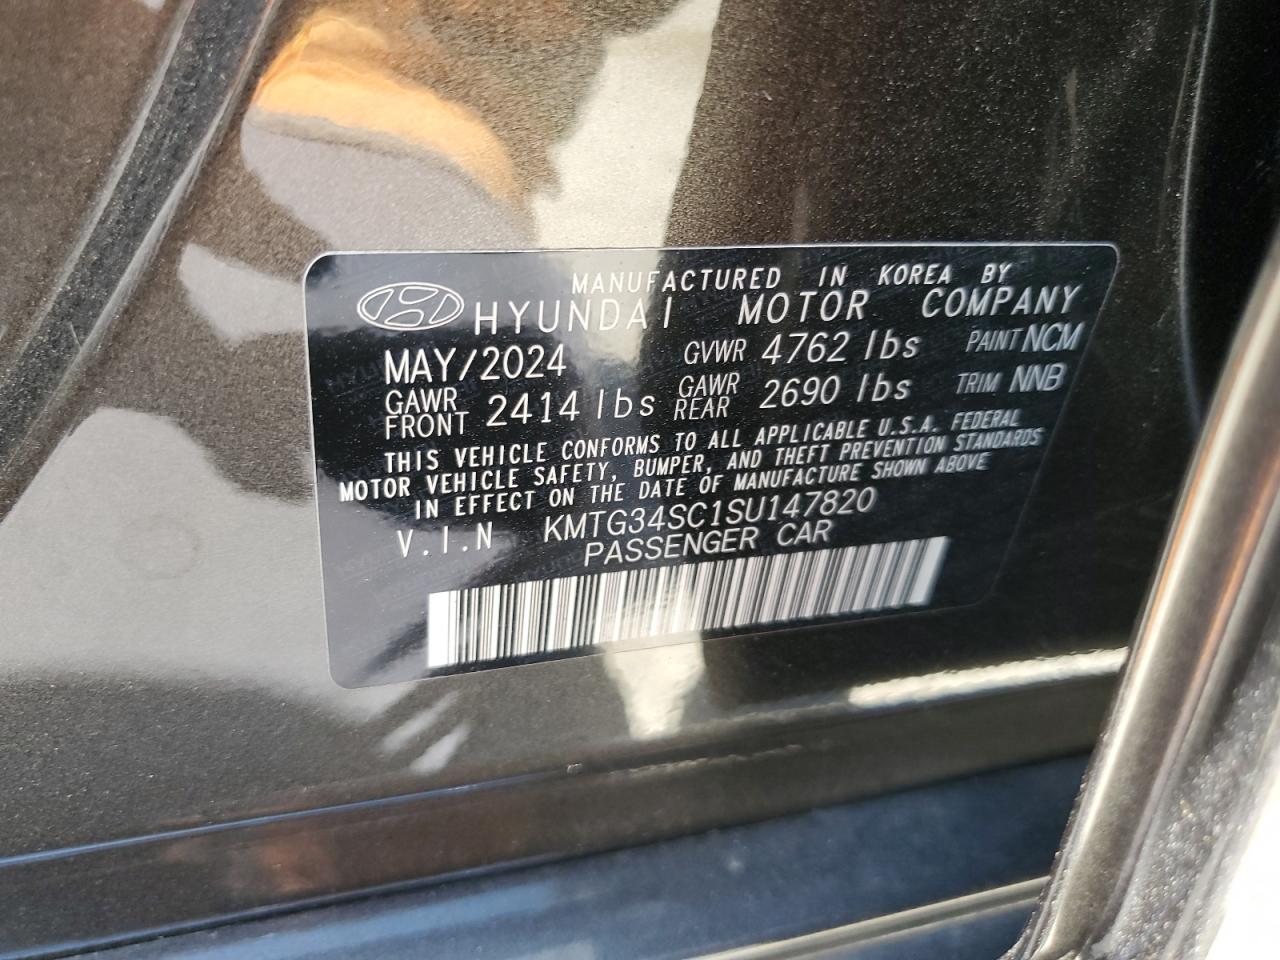 MANUFACTURED IN KOREA BY
HYUNDAI MOTOR COMPANY
MAY/2024 GVWR 4762 lbs PAINT NCM
GAWR FRONT 2414 lbs GAWR REAR 2690 lbs TRIM NNB
THIS VEHICLE CONFORMS TO ALL APPLICABLE U.S.A. FEDERAL
MOTOR VEHICLE SAFETY, BUMPER, AND THEFT PREVENTION STANDARDS
IN EFFECT ON THE DATE OF MANUFACTURE SHOWN ABOVE
V.I.N KMTG34SC1SU147820
PASSENGER CAR